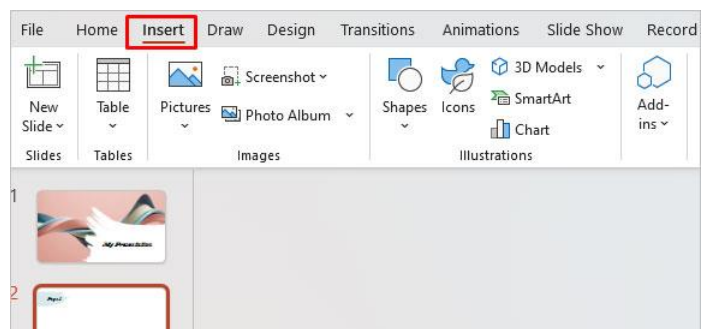 File Home Insert Draw Design Transitions Animations Slide Show Record
New Slide
Table
Pictures
Screenshot
Photo Album
Shapes
Icons
3D Models
SmartArt
Chart
Add-
ins
Slides Tables Images Illustrations
1
My Presentation
2